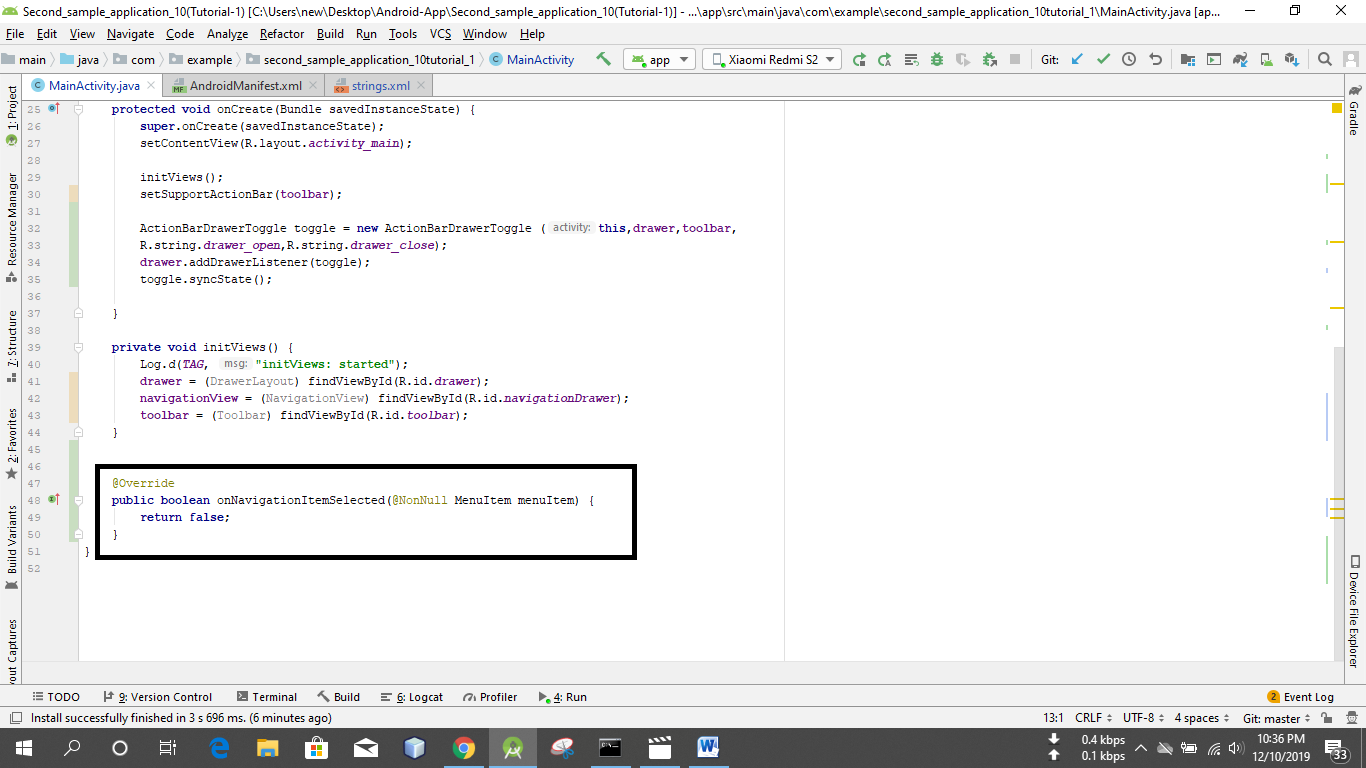 Second_sample_application_10(Tutorial-1) [C:\Users\new\Desktop\Android-App\Second_sample_application_10(Tutorial-1)] - ...\app\src\main\java\com\example\second_sample_application_10tutorial_1\MainActivity.java [ap...
File Edit View Navigate Code Analyze Refactor Build Run Tools VCS Window Help
main java com example second_sample_application_10tutorial_1 MainActivity app Xiaomi Redmi S2 Git:
MainActivity.java AndroidManifest.xml strings.xml
25 protected void onCreate(Bundle savedInstanceState) {
26 super.onCreate(savedInstanceState);
27 setContentView(R.layout.activity_main);
28
29 initViews();
30 setSupportActionBar(toolbar);
31
32 ActionBarDrawerToggle toggle = new ActionBarDrawerToggle ( activity: this,drawer,toolbar,
33 R.string.drawer_open,R.string.drawer_close);
34 drawer.addDrawerListener(toggle);
35 toggle.syncState();
36
37 }
38
39 private void initViews() {
40 Log.d(TAG, msg: "initViews: started");
41 drawer = (DrawerLayout) findViewById(R.id.drawer);
42 navigationView = (NavigationView) findViewById(R.id.navigationDrawer);
43 toolbar = (Toolbar) findViewById(R.id.toolbar);
44 }
45
46
47 @Override
48 public boolean onNavigationItemSelected(@NonNull MenuItem menuItem) {
49 return false;
50 }
51 }
52
1: Project
Resource Manager
7: Structure
2: Favorites
Build Variants
out Captures
Gradle
Device File Explorer
TODO 9: Version Control Terminal Build 6: Logcat Profiler 4: Run 2 Event Log
Install successfully finished in 3 s 696 ms. (6 minutes ago) 13:1 CRLF UTF-8 4 spaces Git: master
0.4 kbps
0.1 kbps
10:36 PM
12/10/2019
33